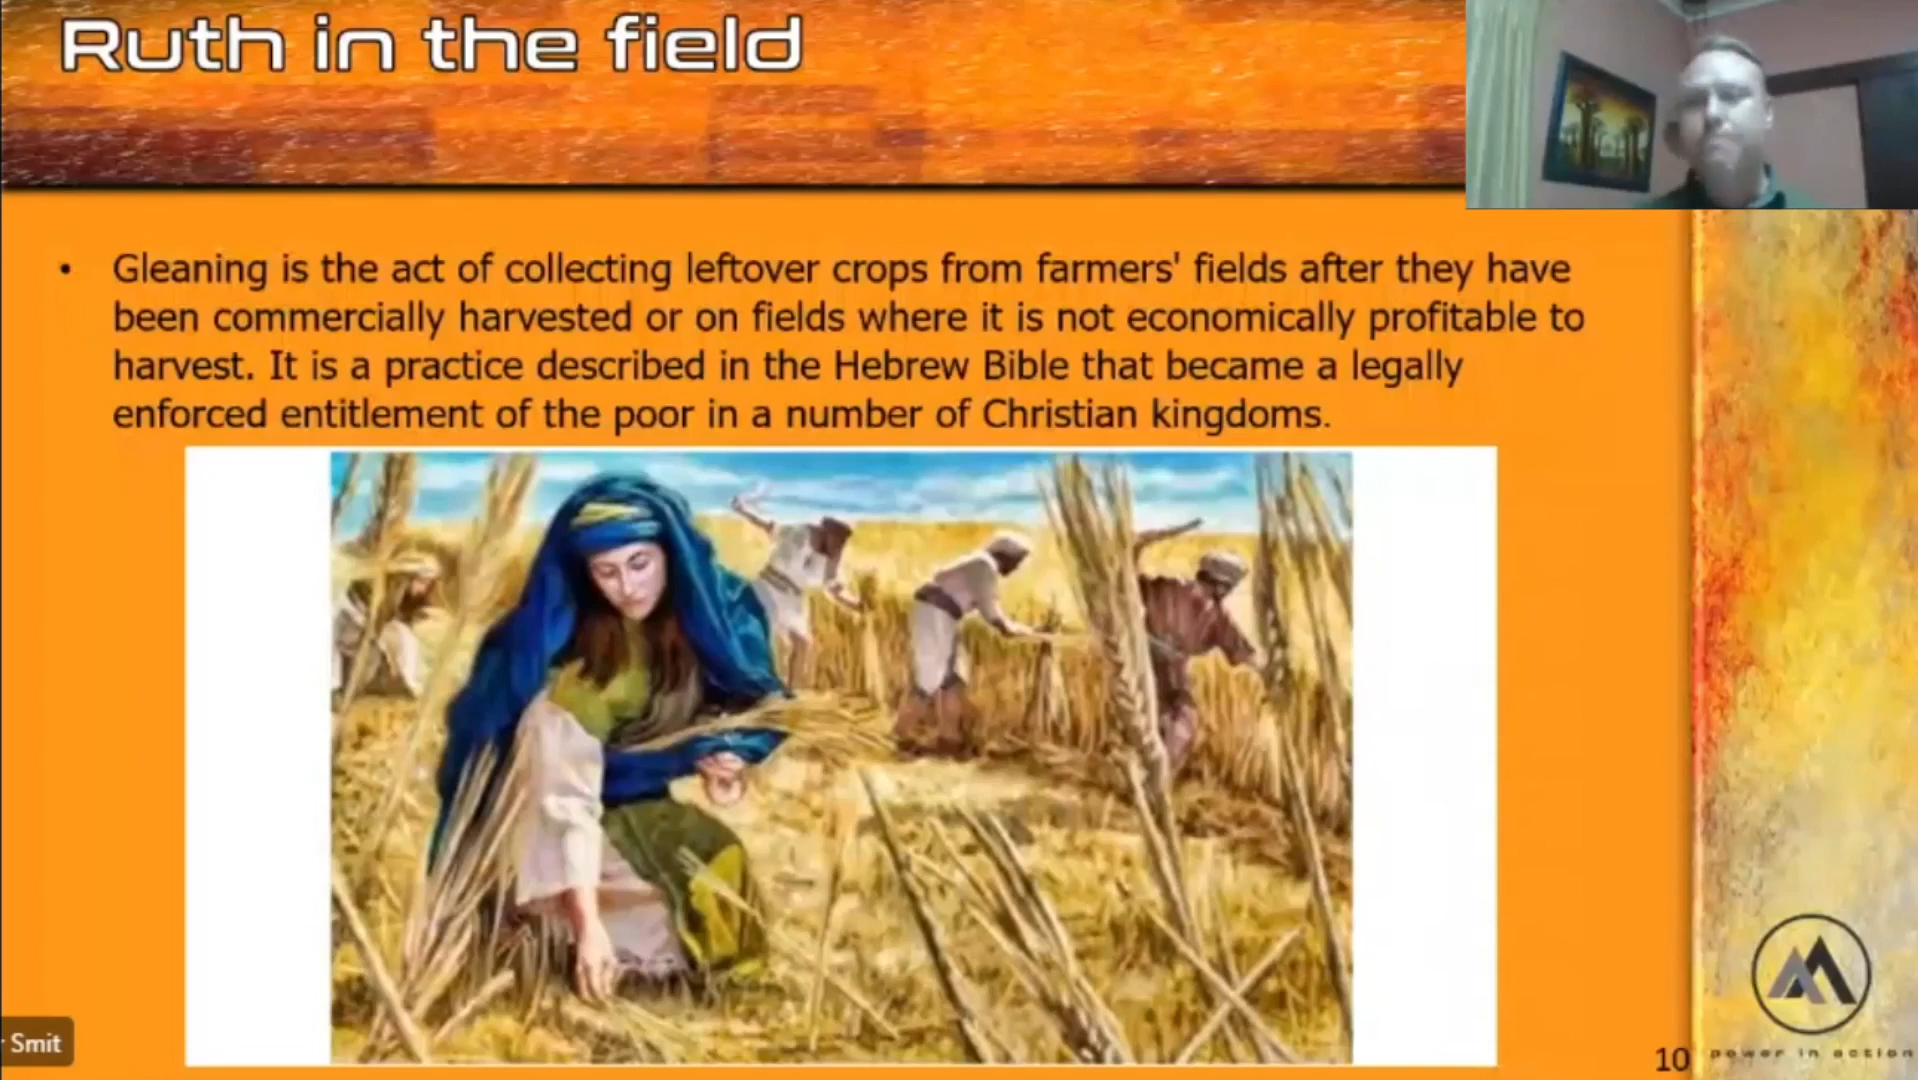 Ruth in the field
• Gleaning is the act of collecting leftover crops from farmers' fields after they have
been commercially harvested or on fields where it is not economically profitable to
harvest. It is a practice described in the Hebrew Bible that became a legally
enforced entitlement of the poor in a number of Christian kingdoms.
Smit
10
power in action